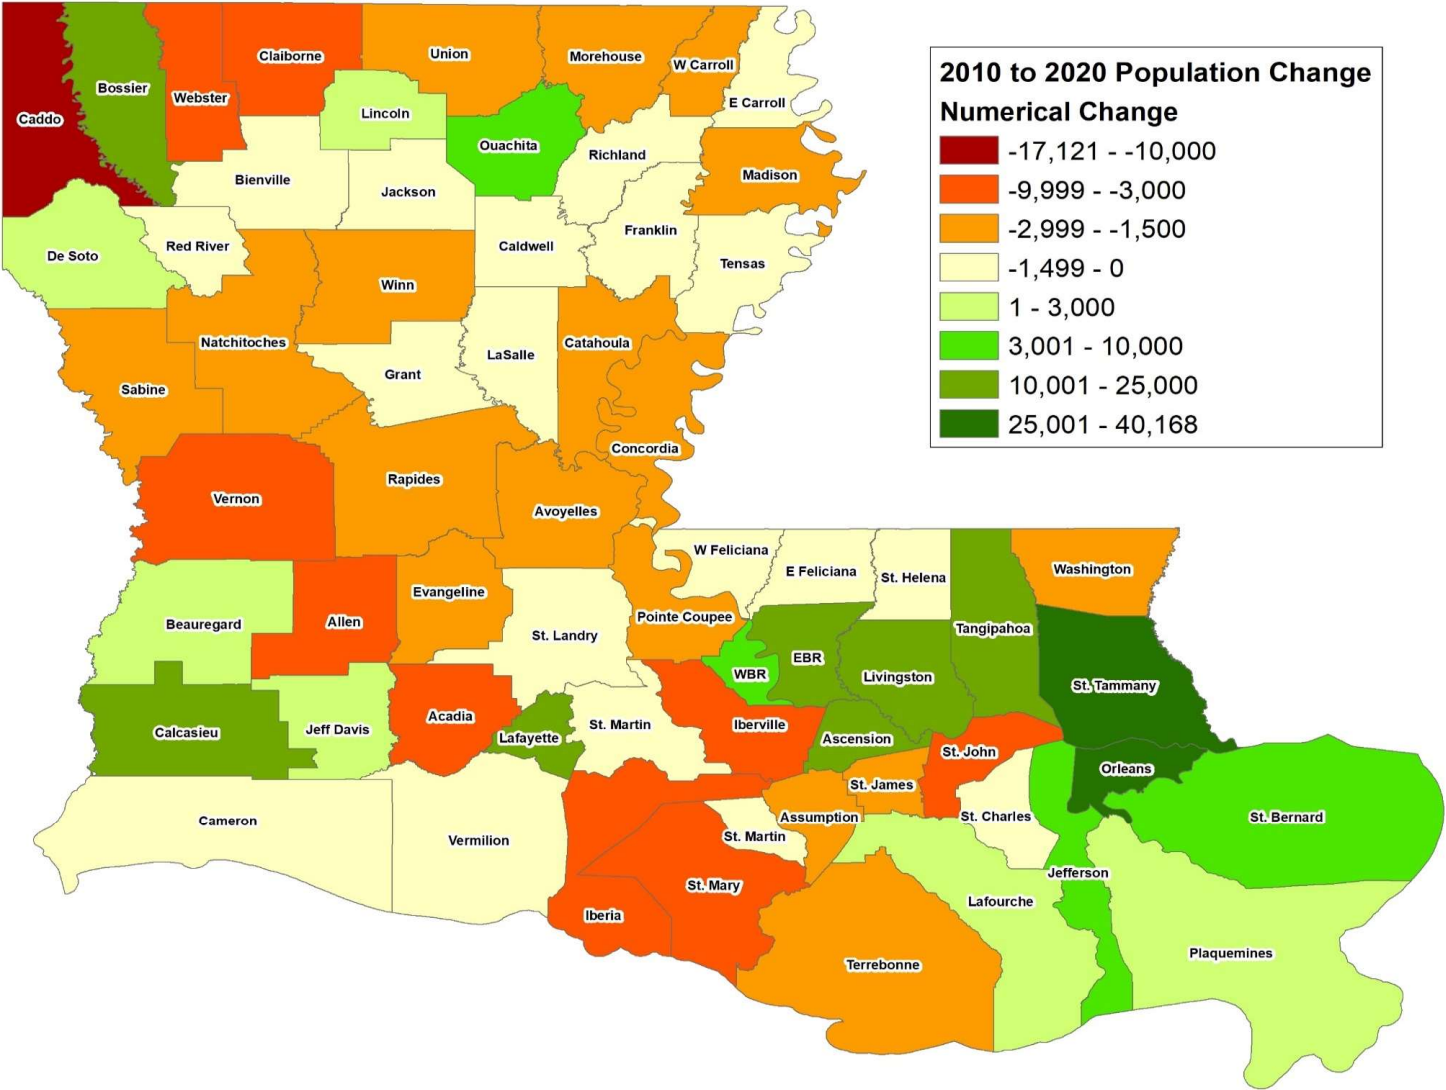 2010 to 2020 Population Change
Numerical Change
-17,121 - -10,000
-9,999 - -3,000
-2,999 - -1,500
-1,499 - 0
1 - 3,000
3,001 - 10,000
10,001 - 25,000
25,001 - 40,168
Caddo
Bossier
Webster
Claiborne
Union
Morehouse
W Carroll
E Carroll
Lincoln
Ouachita
Richland
Madison
Bienville
Jackson
Red River
De Soto
Caldwell
Franklin
Tensas
Winn
Natchitoches
Sabine
Grant
LaSalle
Catahoula
Concordia
Vernon
Rapides
Avoyelles
W Feliciana
E Feliciana
St. Helena
Washington
Beauregard
Allen
Evangeline
St. Landry
Pointe Coupee
Tangipahoa
WBR
EBR
Livingston
St. Tammany
Calcasieu
Jeff Davis
Acadia
Lafayette
St. Martin
Iberville
Ascension
St. John
Orleans
St. James
Assumption
St. Charles
St. Bernard
Cameron
Vermilion
St. Martin
St. Mary
Iberia
Jefferson
Lafourche
Terrebonne
Plaquemines